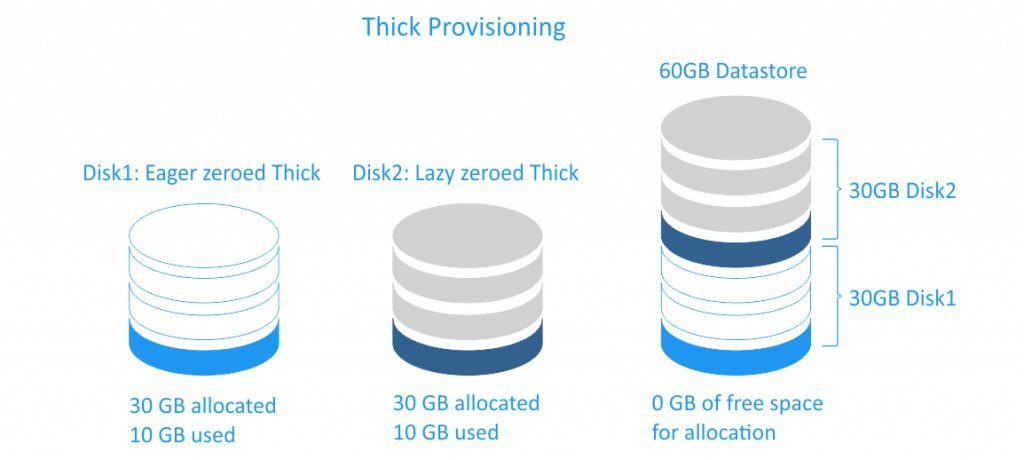 Thick Provisioning
60GB Datastore
Disk1: Eager zeroed Thick
Disk2: Lazy zeroed Thick
30GB Disk2
30GB Disk1
30 GB allocated
10 GB used
30 GB allocated
10 GB used
0 GB of free space
for allocation